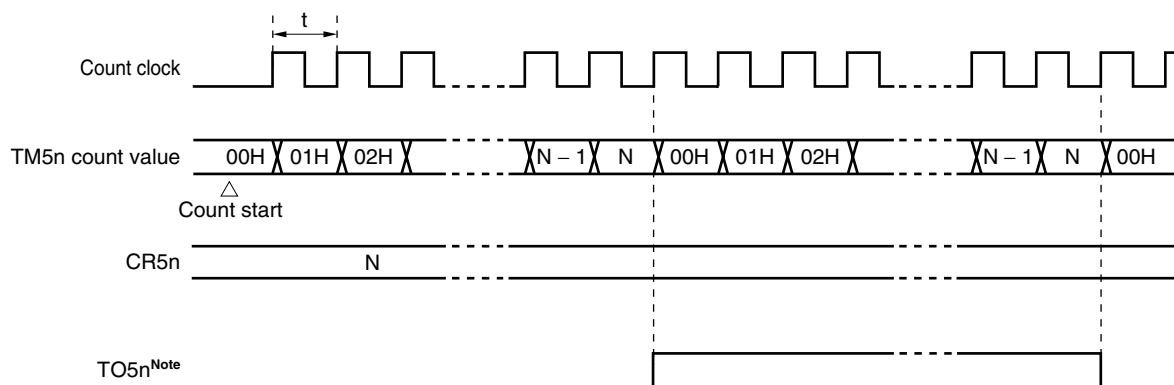 t
Count clock
TM5n count value 00H 01H 02H N − 1 N 00H 01H 02H N − 1 N 00H
Count start
CR5n N
TO5nNote